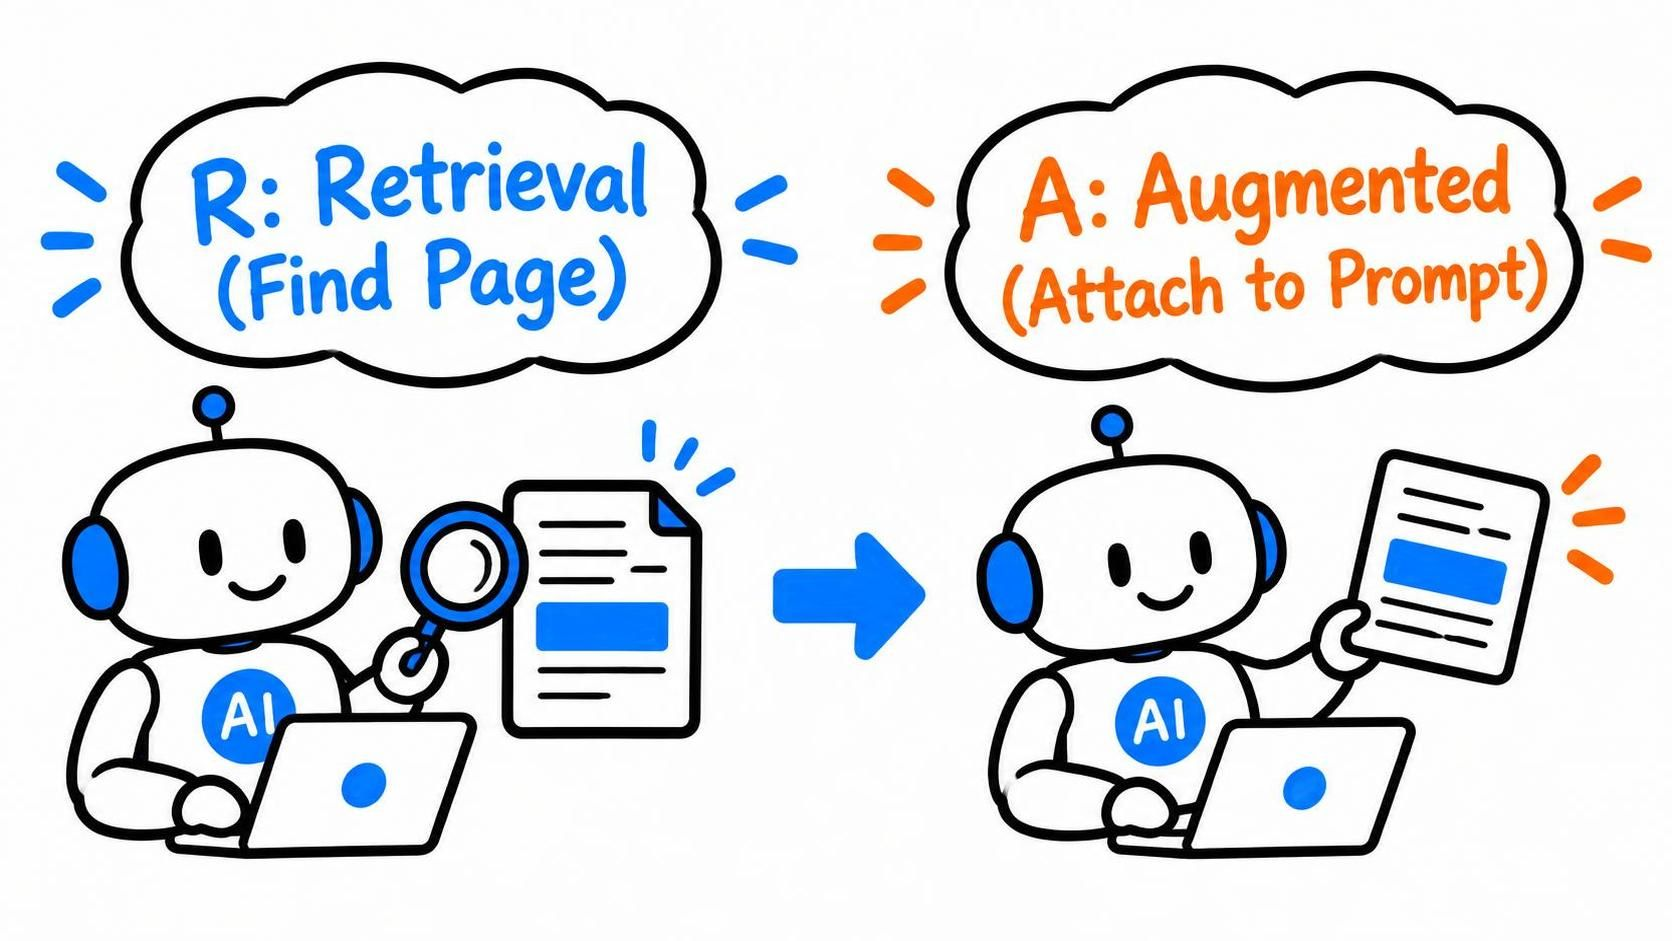 R: Retrieval
(Find Page)
A: Augmented
(Attach to Prompt)
AI
AI